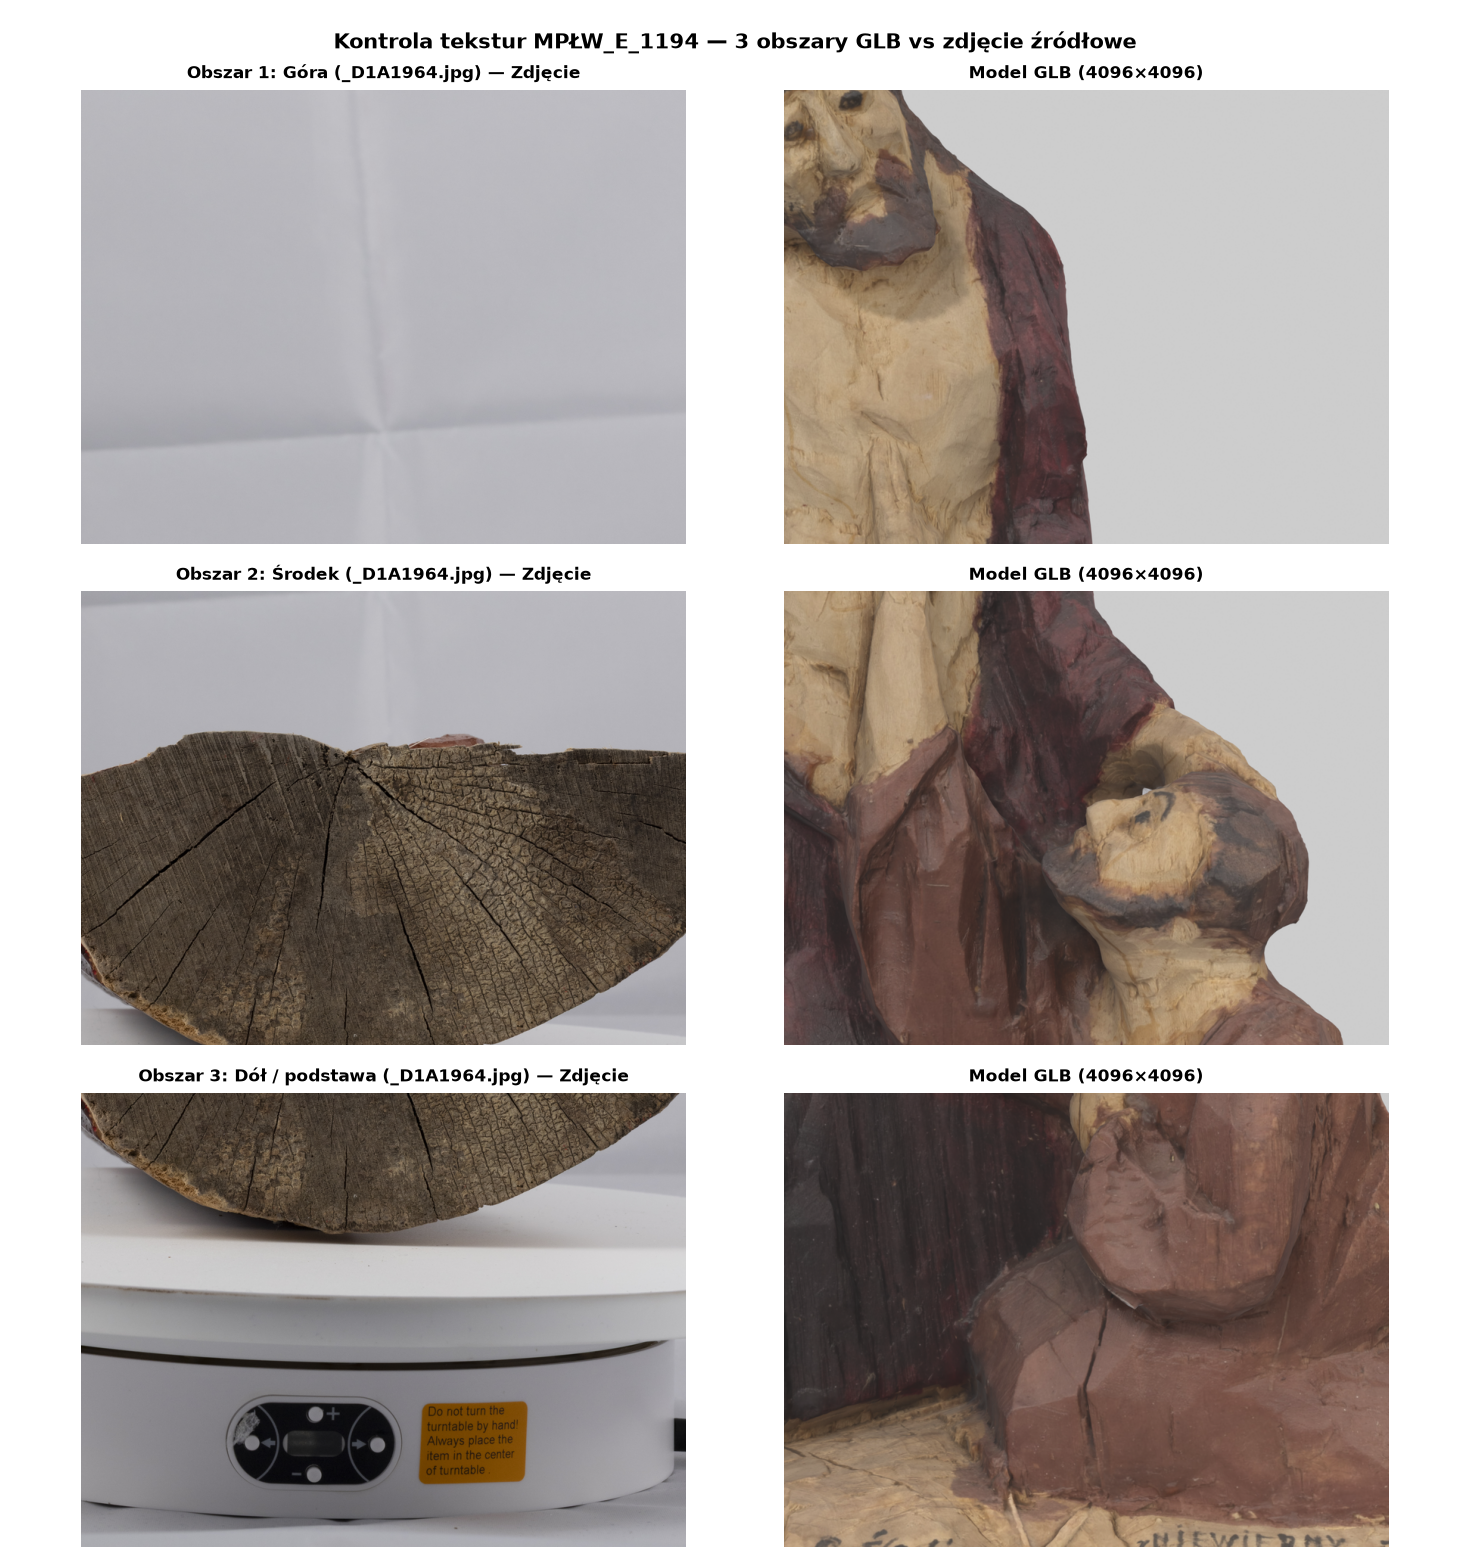 Kontrola tekstur MPŁW_E_1194 — 3 obszary GLB vs zdjęcie źródłowe
Obszar 1: Góra (_D1A1964.jpg) — Zdjęcie
Model GLB (4096×4096)
Obszar 2: Środek (_D1A1964.jpg) — Zdjęcie
Model GLB (4096×4096)
Obszar 3: Dół / podstawa (_D1A1964.jpg) — Zdjęcie
Model GLB (4096×4096)
Do not turn the
turntable by hand!
Always place the
item in the center
of turntable.
NIEWIERNY